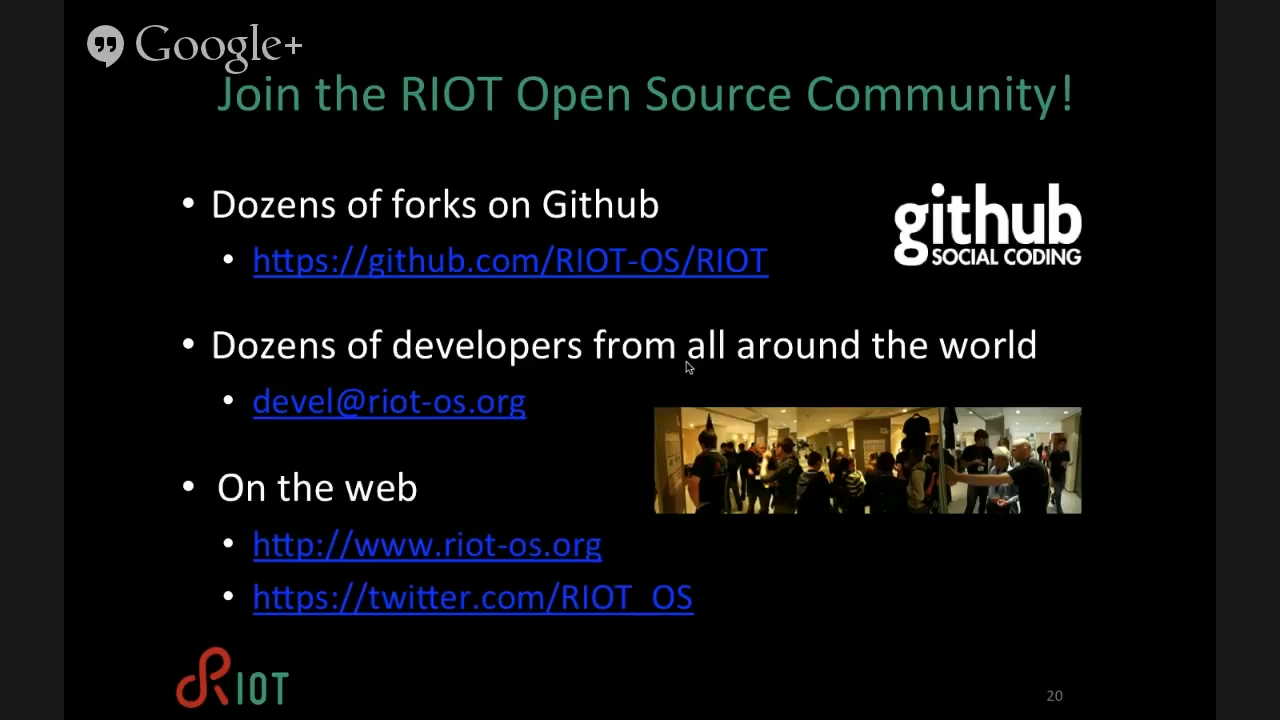 Google+
Join the RIOT Open Source Community!
• Dozens of forks on Github
• https://github.com/RIOT-OS/RIOT
github
SOCIAL CODING
• Dozens of developers from all around the world
• devel@riot-os.org
• On the web
• http://www.riot-os.org
• https://twitter.com/RIOT_OS
RIOT
20